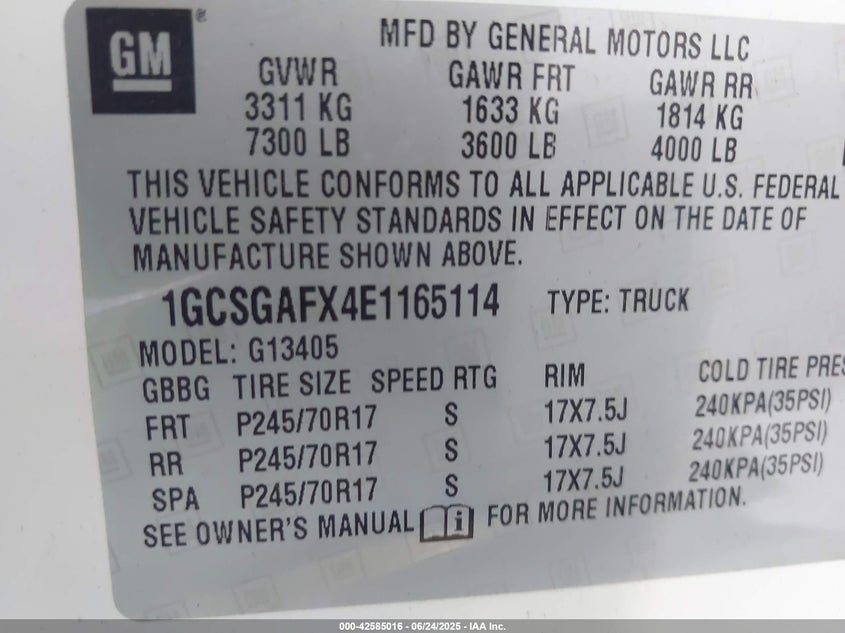 GM ®
MFD BY GENERAL MOTORS LLC
GVWR GAWR FRT GAWR RR
3311 KG 1633 KG 1814 KG
7300 LB 3600 LB 4000 LB
THIS VEHICLE CONFORMS TO ALL APPLICABLE U.S. FEDERAL
VEHICLE SAFETY STANDARDS IN EFFECT ON THE DATE OF
MANUFACTURE SHOWN ABOVE.
1GCSGAFX4E1165114 TYPE: TRUCK
MODEL: G13405
GBBG TIRE SIZE SPEED RTG RIM COLD TIRE PRES
FRT P245/70R17 S 17X7.5J 240KPA(35PSI)
RR P245/70R17 S 17X7.5J 240KPA(35PSI)
SPA P245/70R17 S 17X7.5J 240KPA(35PSI)
SEE OWNER'S MANUAL i FOR MORE INFORMATION.
000-42585016 - 06/24/2025 - IAA Inc.